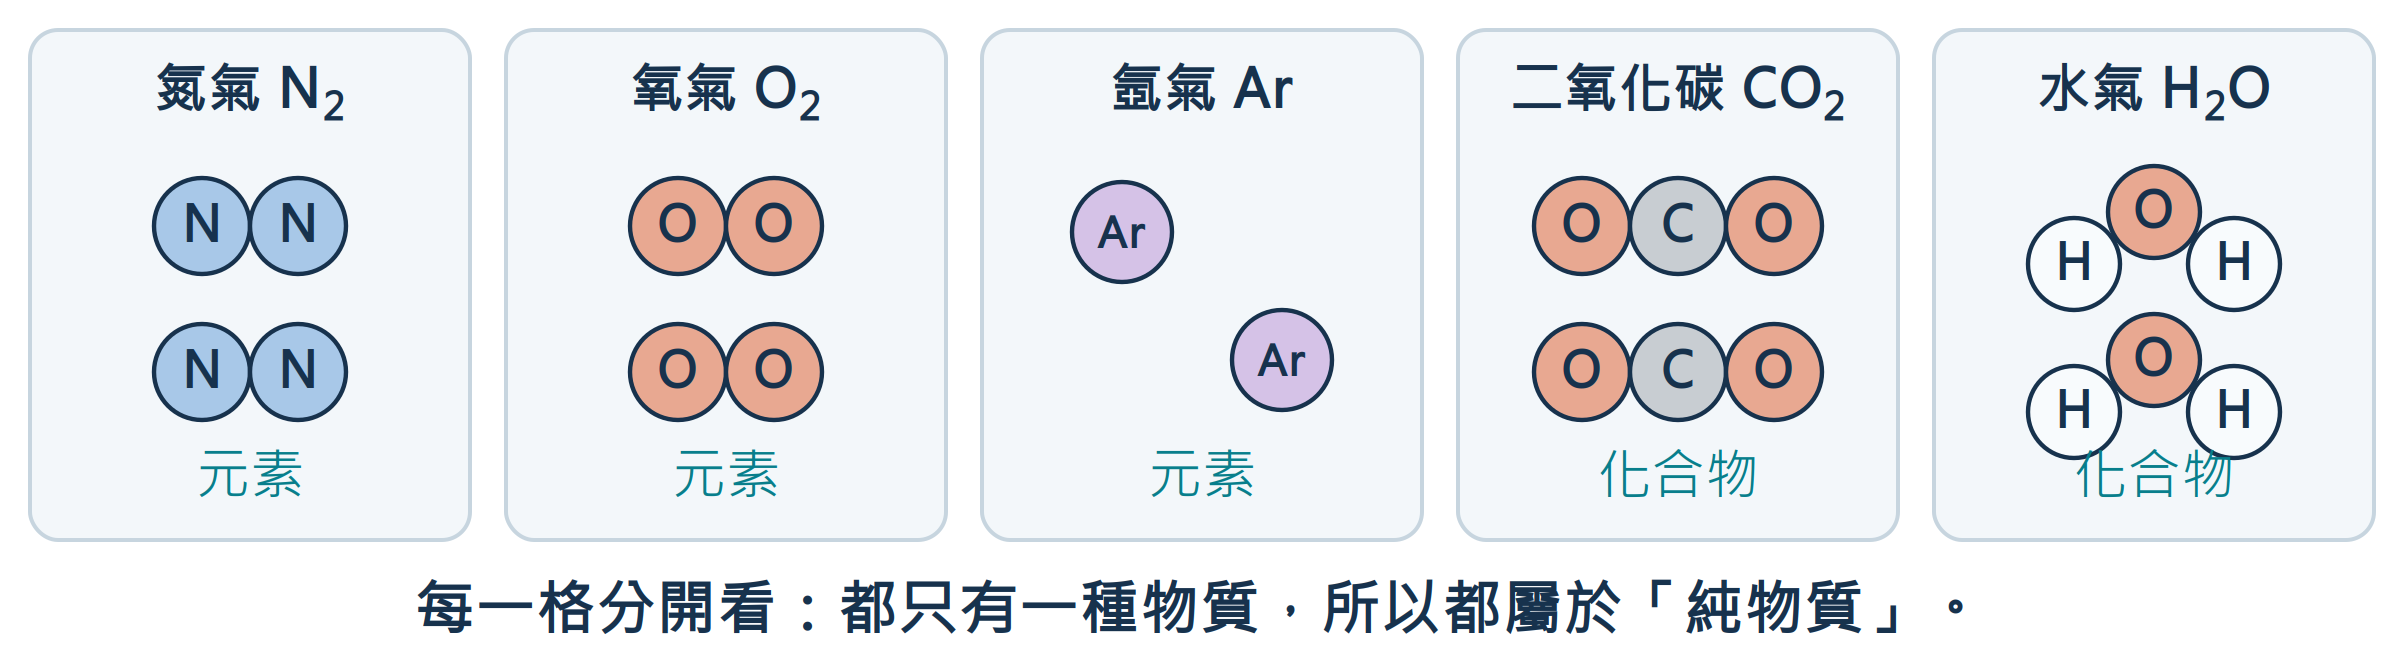 氮氣 N₂
N N
N N
元素
氧氣 O₂
O O
O O
元素
氬氣 Ar
Ar
Ar
元素
二氧化碳 CO₂
O C O
O C O
化合物
水氣 H₂O
O
H H
O
H H
化合物
每一格分開看：都只有一種物質，所以都屬於「純物質」。